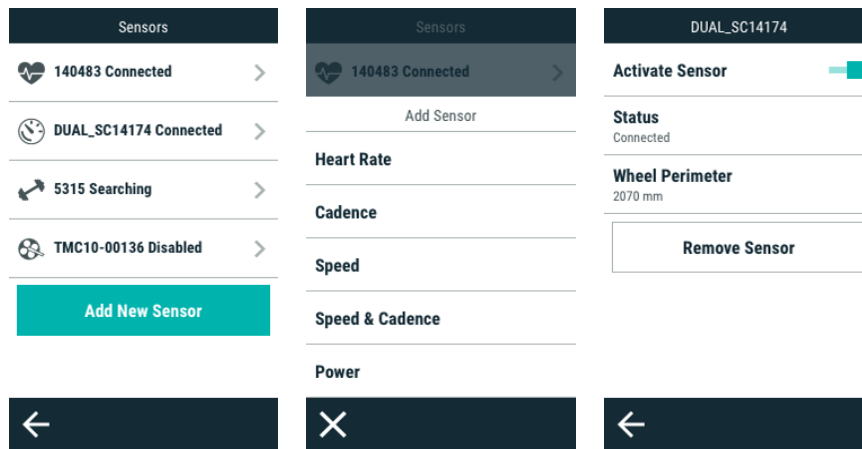 Sensors
140483 Connected
DUAL_SC14174 Connected
5315 Searching
TMC10-00136 Disabled
Add New Sensor
Sensors
140483 Connected
Add Sensor
Heart Rate
Cadence
Speed
Speed & Cadence
Power
DUAL_SC14174
Activate Sensor
Status
Connected
Wheel Perimeter
2070 mm
Remove Sensor